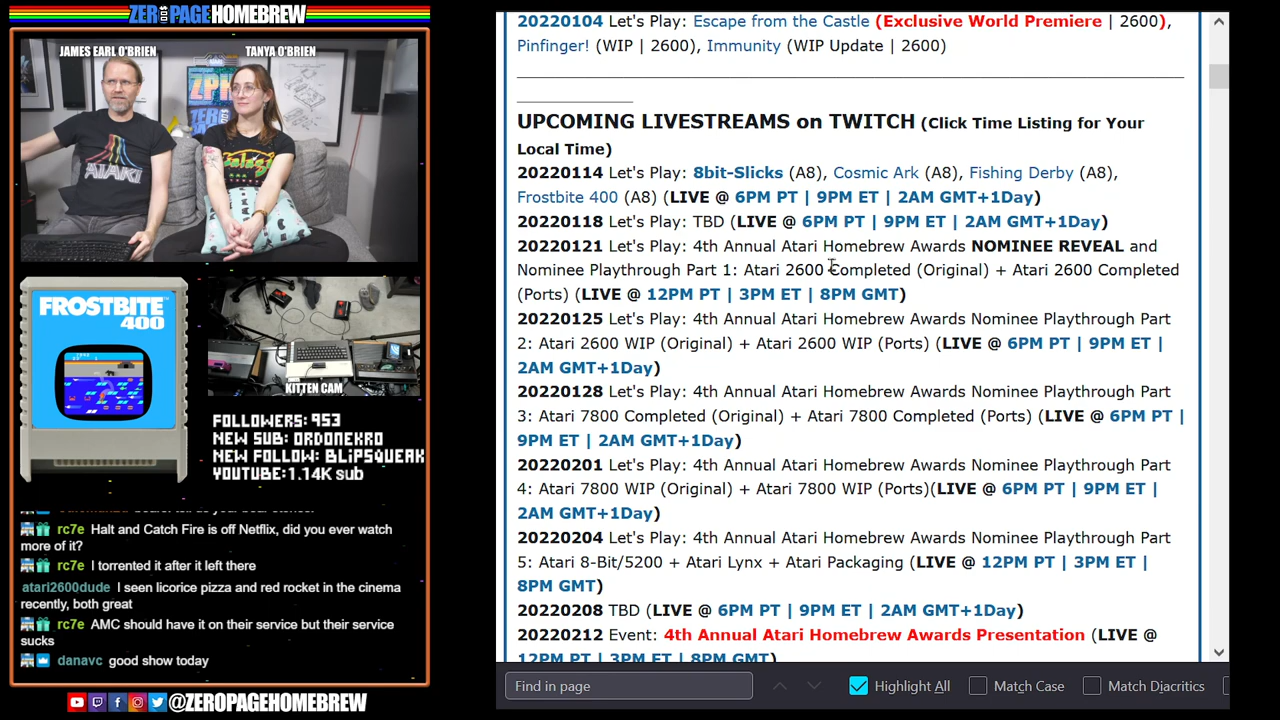 ZEROPAGEHOMEBREW
JAMES EARL O'BRIEN
TANYA O'BRIEN
ATARI
ZPH
FROSTBITE
400
KITTEN CAM
FOLLOWERS: 953
NEW SUB: ORDONEKRO
NEW FOLLOW: BLIPSQUEAK
YOUTUBE:1.14K sub
rc7e Halt and Catch Fire is off Netflix, did you ever watch
more of it?
rc7e I torrented it after it left there
atari2600dude I seen licorice pizza and red rocket in the cinema
recently, both great
rc7e AMC should have it on their service but their service
sucks
danavc good show today
@ZEROPAGEHOMEBREW
20220104 Let's Play: Escape from the Castle (Exclusive World Premiere | 2600),
Pinfinger! (WIP | 2600), Immunity (WIP Update | 2600)
UPCOMING LIVESTREAMS on TWITCH (Click Time Listing for Your
Local Time)
20220114 Let's Play: 8bit-Slicks (A8), Cosmic Ark (A8), Fishing Derby (A8),
Frostbite 400 (A8) (LIVE @ 6PM PT | 9PM ET | 2AM GMT+1Day)
20220118 Let's Play: TBD (LIVE @ 6PM PT | 9PM ET | 2AM GMT+1Day)
20220121 Let's Play: 4th Annual Atari Homebrew Awards NOMINEE REVEAL and
Nominee Playthrough Part 1: Atari 2600 Completed (Original) + Atari 2600 Completed
(Ports) (LIVE @ 12PM PT | 3PM ET | 8PM GMT)
20220125 Let's Play: 4th Annual Atari Homebrew Awards Nominee Playthrough Part
2: Atari 2600 WIP (Original) + Atari 2600 WIP (Ports) (LIVE @ 6PM PT | 9PM ET |
2AM GMT+1Day)
20220128 Let's Play: 4th Annual Atari Homebrew Awards Nominee Playthrough Part
3: Atari 7800 Completed (Original) + Atari 7800 Completed (Ports) (LIVE @ 6PM PT |
9PM ET | 2AM GMT+1Day)
20220201 Let's Play: 4th Annual Atari Homebrew Awards Nominee Playthrough Part
4: Atari 7800 WIP (Original) + Atari 7800 WIP (Ports)(LIVE @ 6PM PT | 9PM ET |
2AM GMT+1Day)
20220204 Let's Play: 4th Annual Atari Homebrew Awards Nominee Playthrough Part
5: Atari 8-Bit/5200 + Atari Lynx + Atari Packaging (LIVE @ 12PM PT | 3PM ET |
8PM GMT)
20220208 TBD (LIVE @ 6PM PT | 9PM ET | 2AM GMT+1Day)
20220212 Event: 4th Annual Atari Homebrew Awards Presentation (LIVE @
12PM PT | 3PM ET | 8PM GMT)
Find in page
Highlight All
Match Case
Match Diacritics